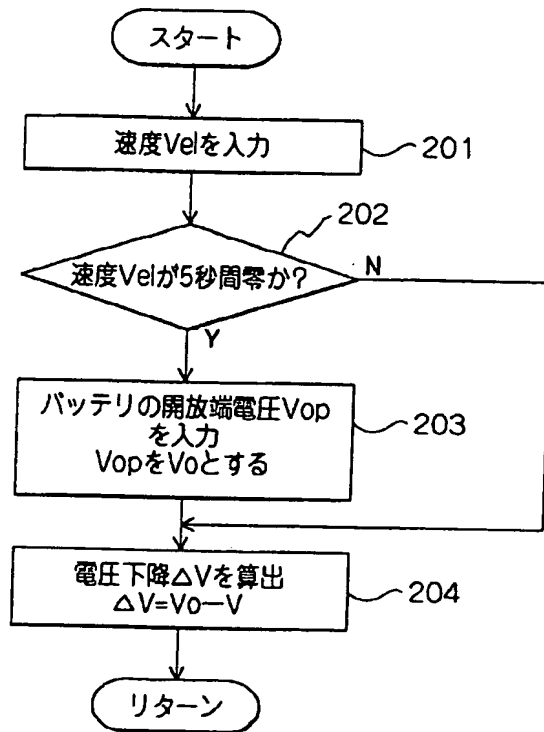 スタート
速度Velを入力
201
202
速度Velが5秒間零か?
N
Y
バッテリの開放端電圧Vop
を入力
VopをVoとする
203
電圧下降△Vを算出
△V=Vo－V
204
リターン